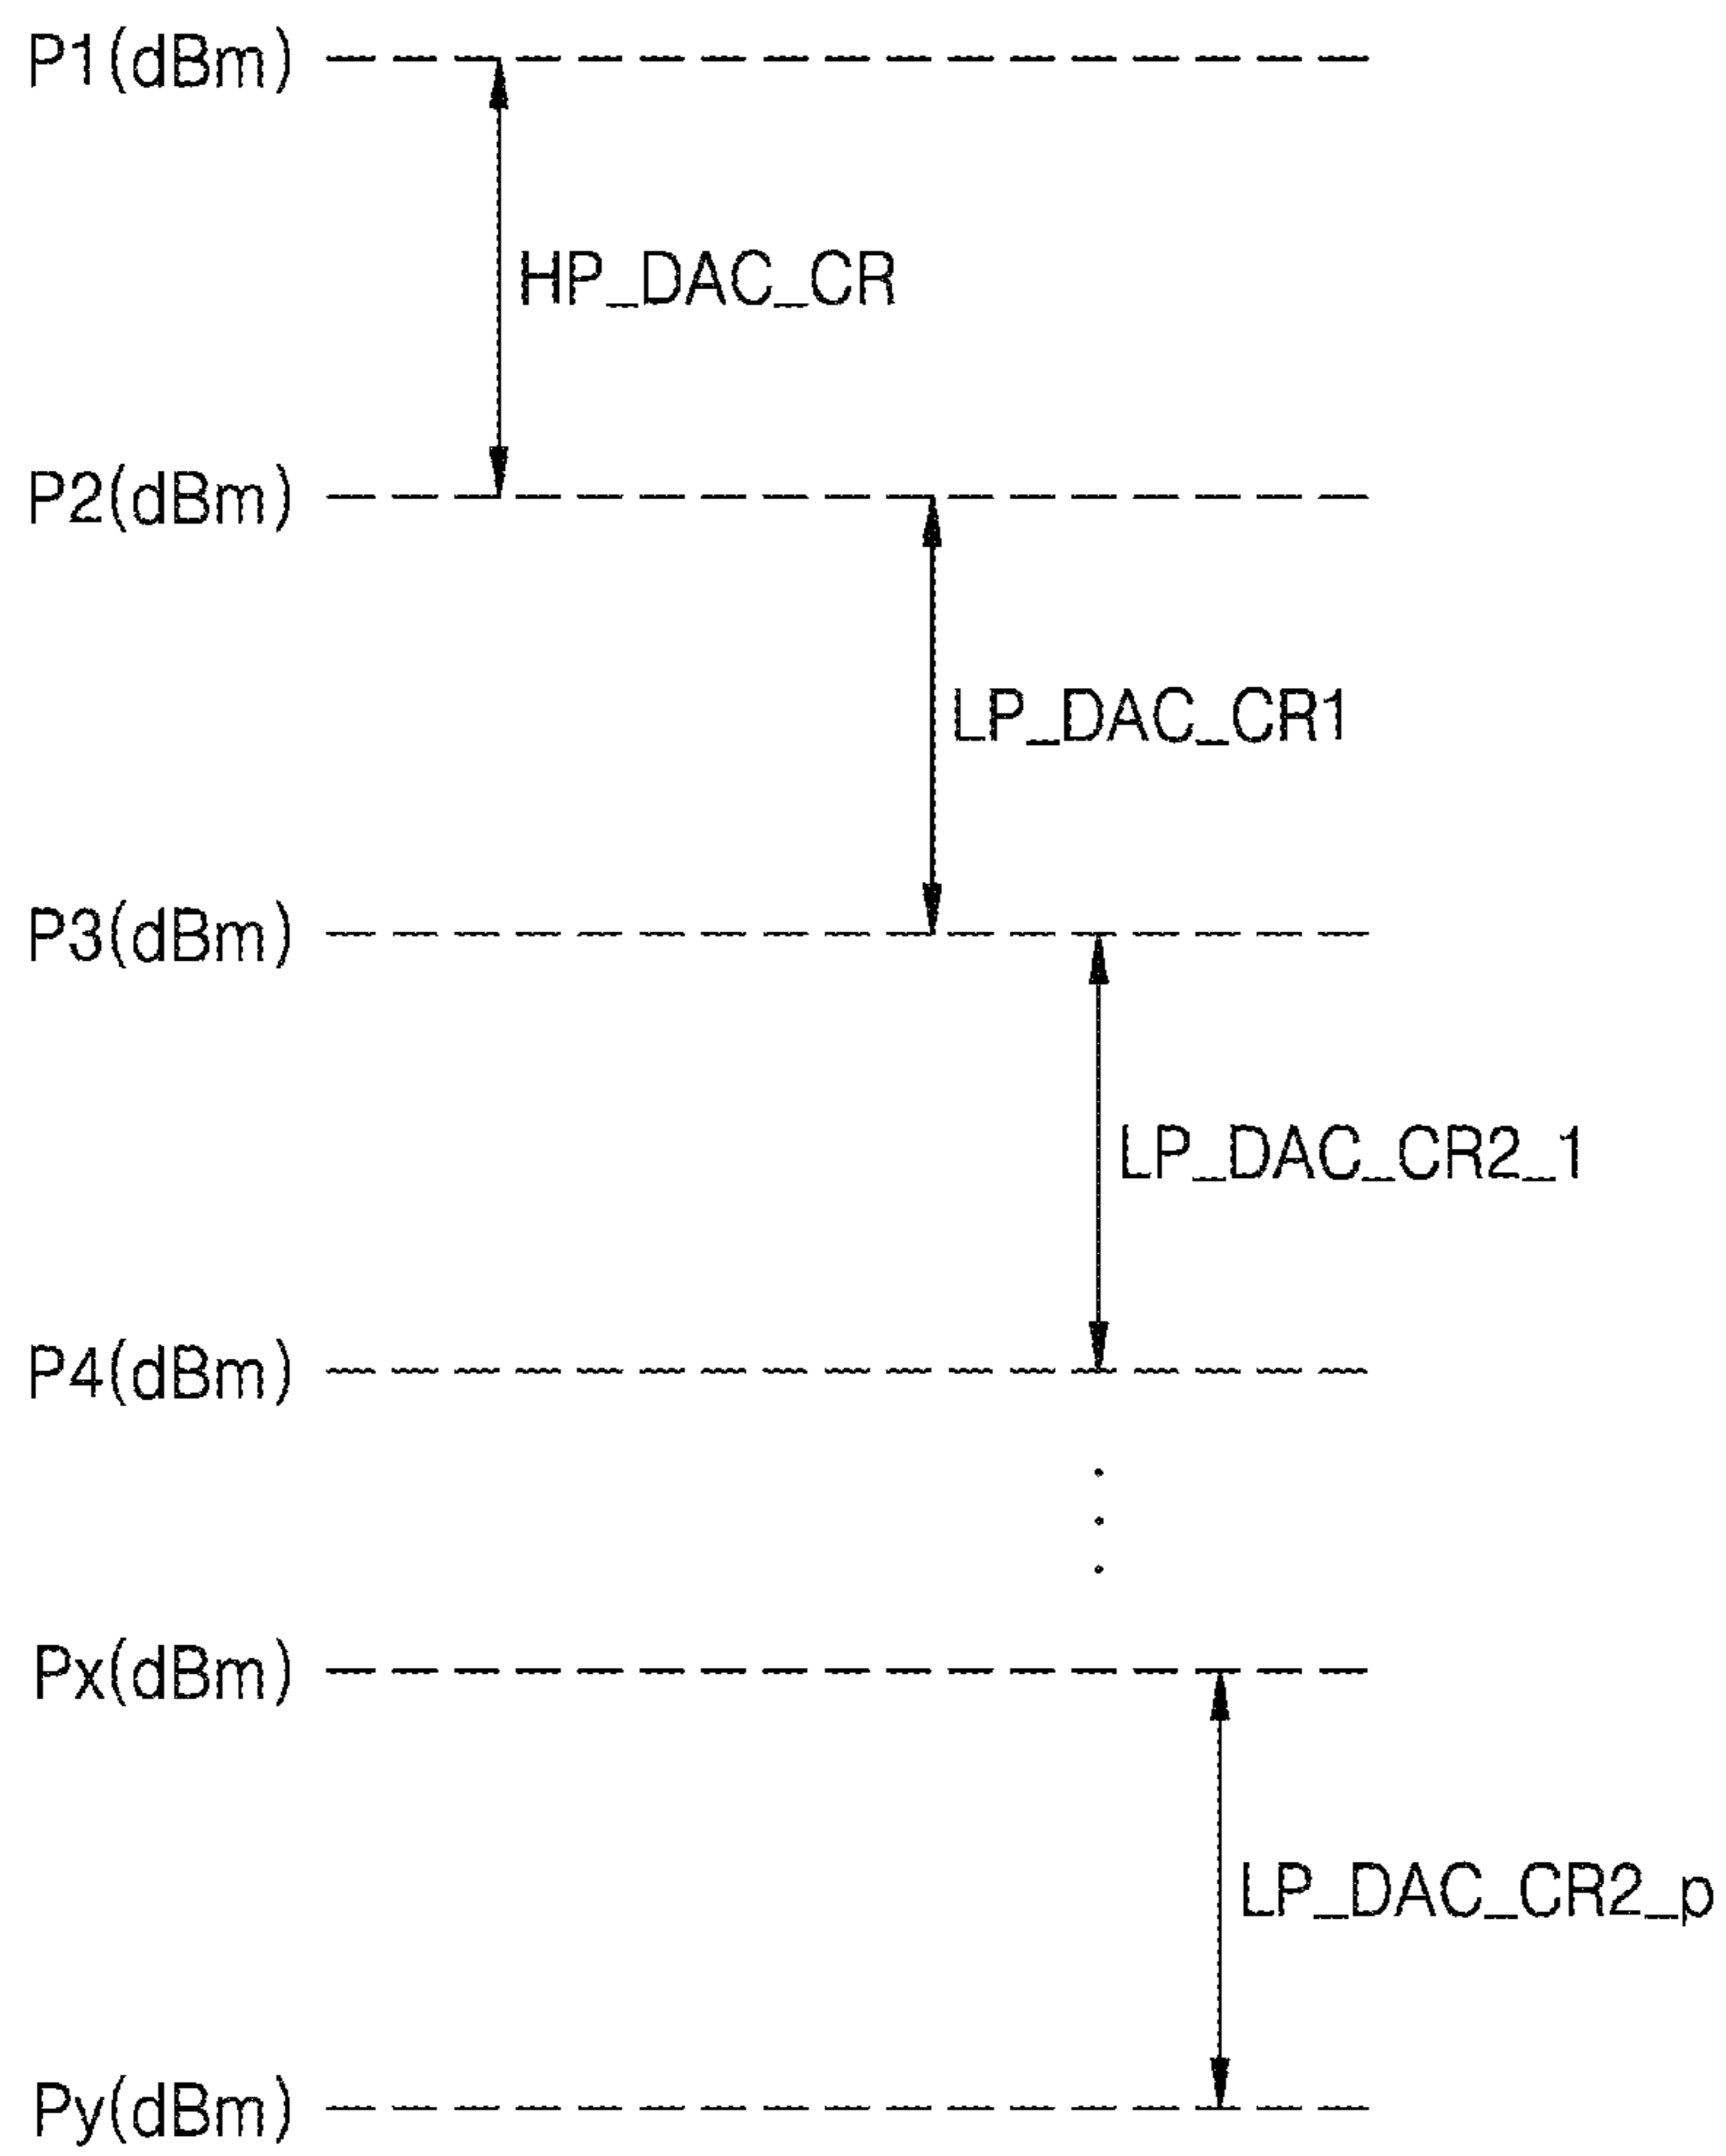 P1(dBm)
HP_DAC_CR
P2(dBm)
LP_DAC_CR1
P3(dBm)
LP_DAC_CR2_1
P4(dBm)
Px(dBm)
LP_DAC_CR2_p
Py(dBm)